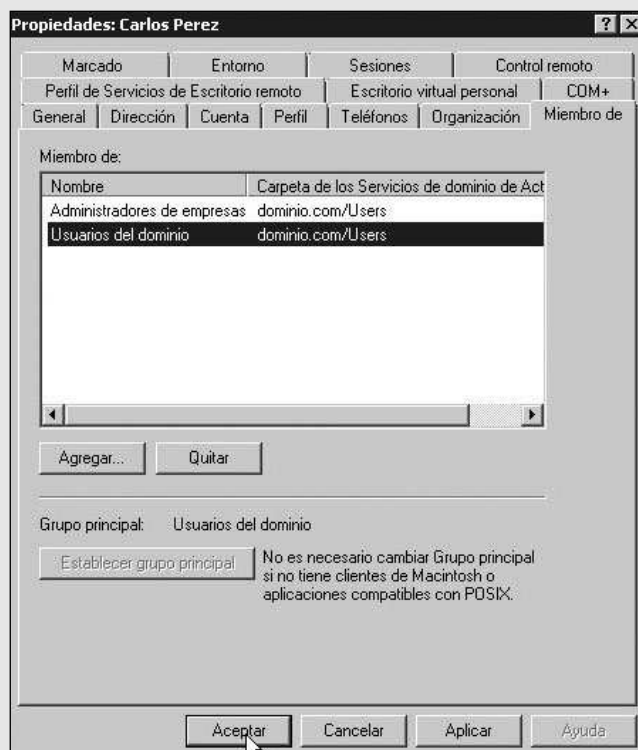 Propiedades: Carlos Perez
Marcado Entorno Sesiones Control remoto
Perfil de Servicios de Escritorio remoto Escritorio virtual personal COM+
General Dirección Cuenta Perfil Teléfonos Organización Miembro de
Miembro de:
Nombre Carpeta de los Servicios de dominio de Act
Administradores de empresas dominio.com/Users
Usuarios del dominio dominio.com/Users
Agregar... Quitar
Grupo principal: Usuarios del dominio
Establecer grupo principal
No es necesario cambiar Grupo principal
si no tiene clientes de Macintosh o
aplicaciones compatibles con POSIX.
Aceptar Cancelar Aplicar Ayuda